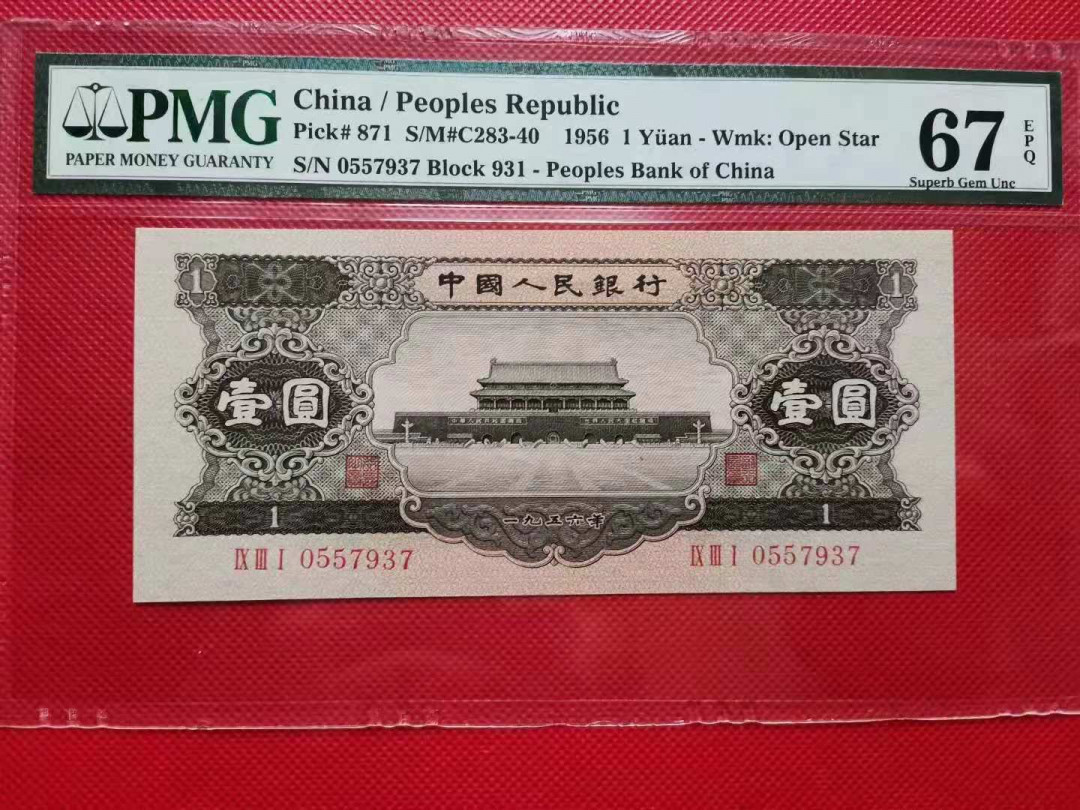 PMG
PAPER MONEY GUARANTY
China / Peoples Republic
Pick# 871 S/M#C283-40 1956 1 Yüan - Wmk: Open Star
S/N 0557937 Block 931 - Peoples Bank of China
67
EPQ
Superb Gem Unc
1 中國人民銀行 1
壹圓 壹圓
1 一九五六年 1
IX III I 0557937 IX III I 0557937